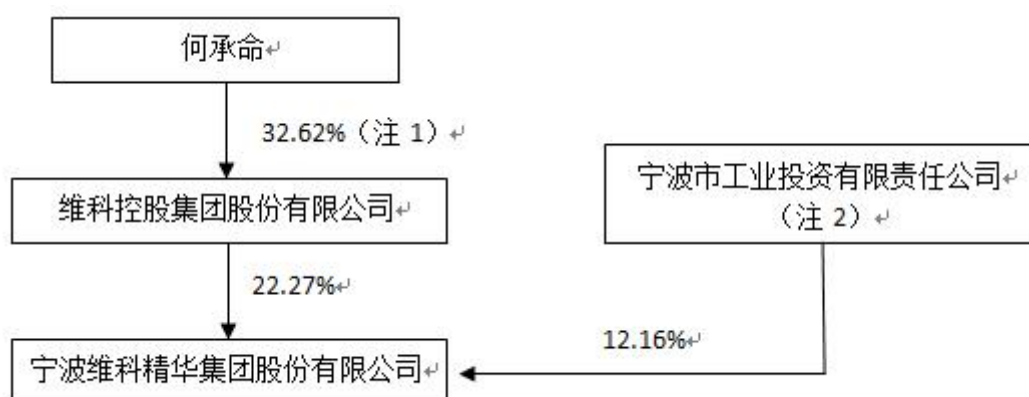 何承命
32.62%（注 1）
维科控股集团股份有限公司
宁波市工业投资有限责任公司
（注 2）
22.27%
12.16%
宁波维科精华集团股份有限公司